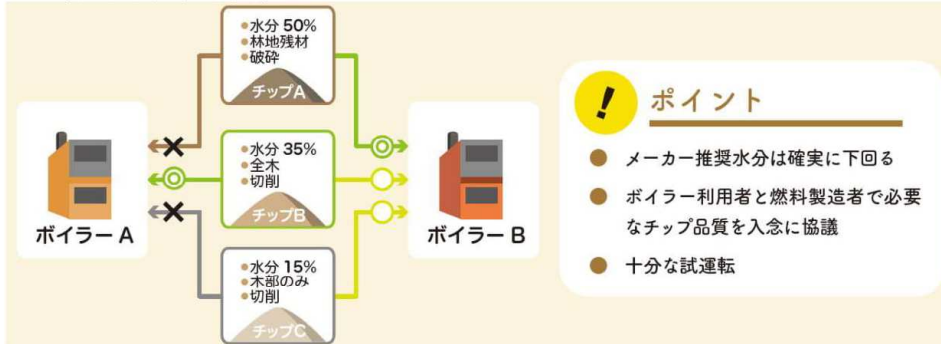 ●水分 50%
●林地残材
●破砕
チップA
●水分 35%
●全木
●切削
チップB
●水分 15%
●木部のみ
●切削
チップC
ボイラー A
ボイラー B
! ポイント
● メーカー推奨水分は確実に下回る
● ボイラー利用者と燃料製造者で必要
なチップ品質を入念に協議
● 十分な試運転